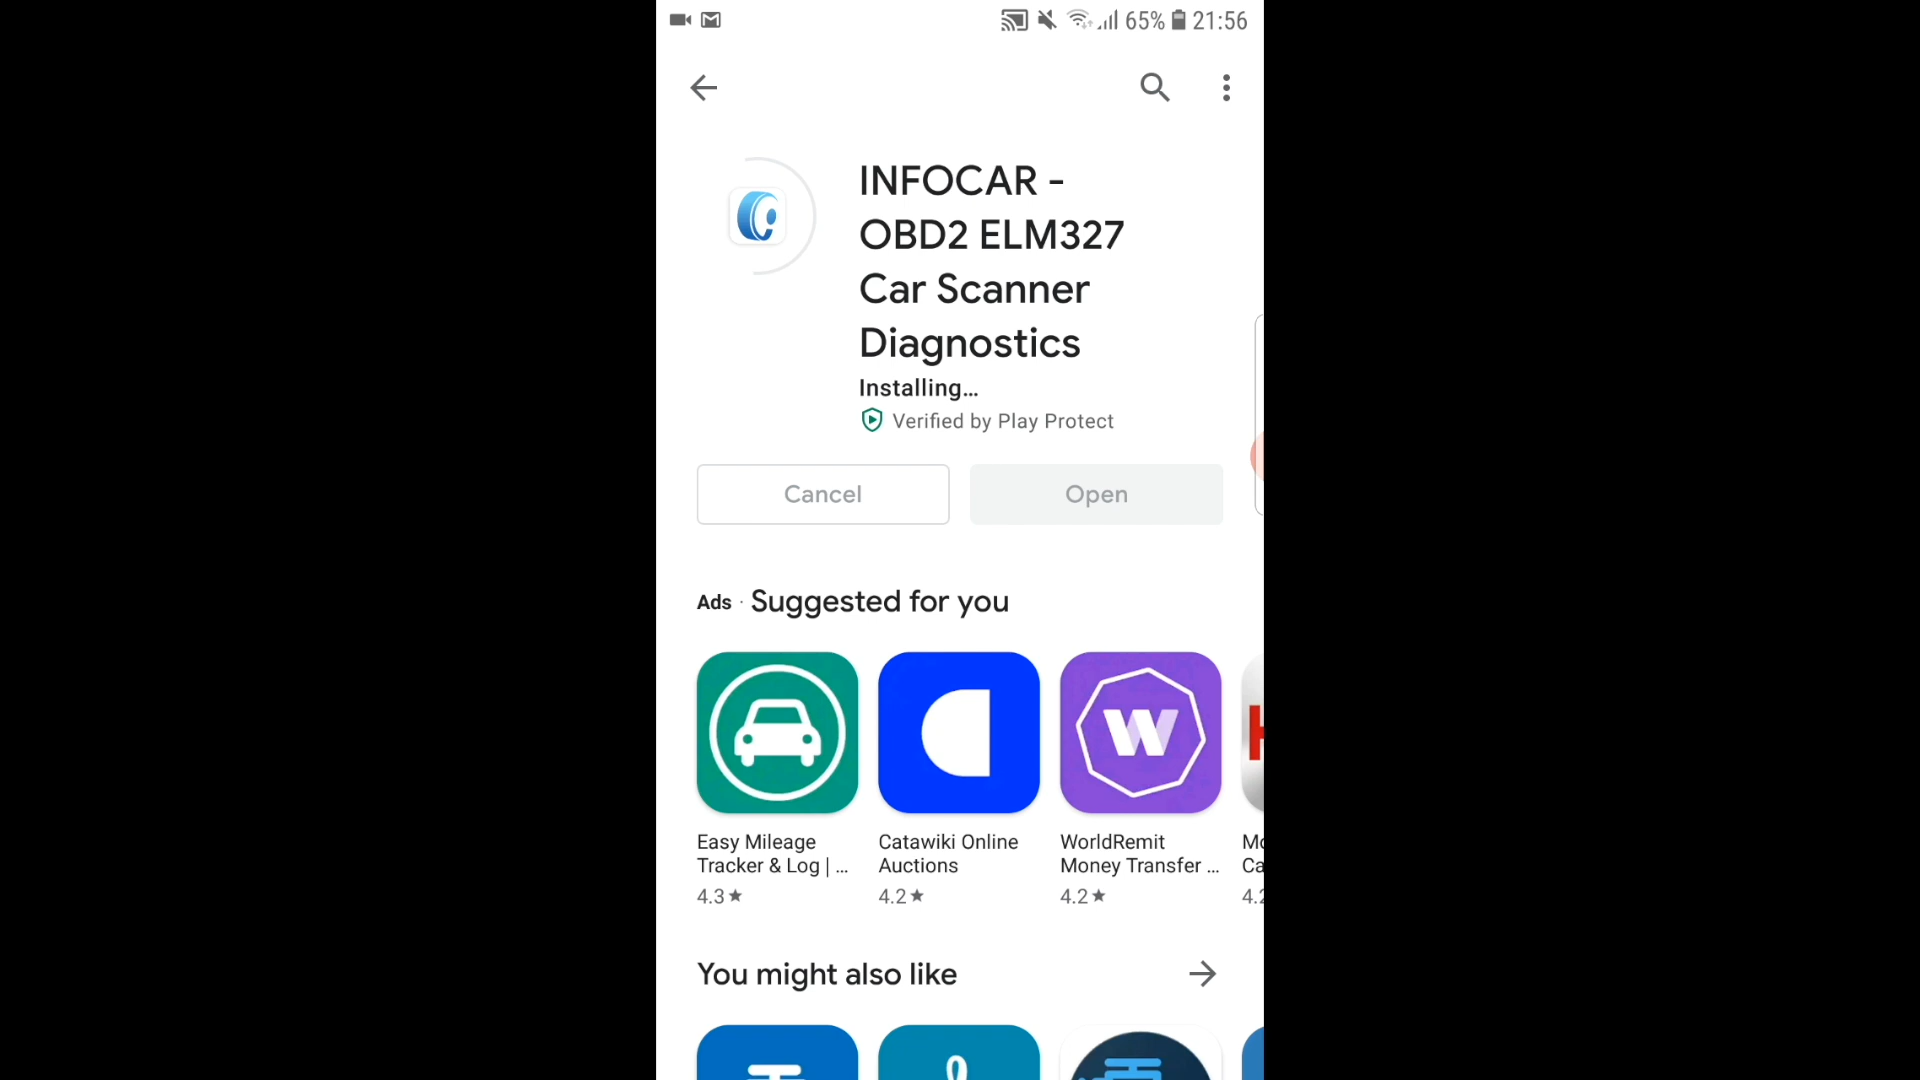 65% 21:56
INFOCAR -
OBD2 ELM327
Car Scanner
Diagnostics
Installing...
Verified by Play Protect
Cancel Open
Ads · Suggested for you
W
Easy Mileage
Tracker & Log | ...
4.3★
Catawiki Online
Auctions
4.2★
WorldRemit
Money Transfer ...
4.2★
You might also like